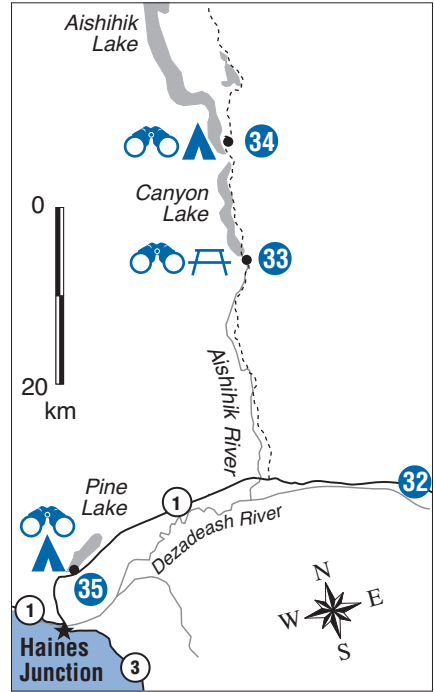 Aishihik
Lake
34
Canyon
Lake
0
33
20
km
Aishihik River
32
Pine
Lake
1
Dezadeash River
35
N
W
E
S
1
Haines
Junction
3